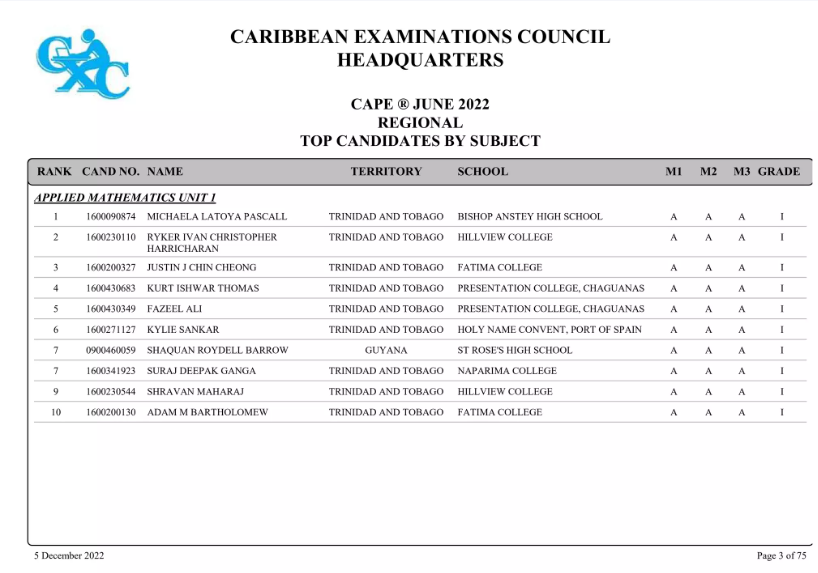 CXC
CARIBBEAN EXAMINATIONS COUNCIL
HEADQUARTERS
CAPE ® JUNE 2022
REGIONAL
TOP CANDIDATES BY SUBJECT
RANK CAND NO. NAME TERRITORY SCHOOL M1 M2 M3 GRADE
APPLIED MATHEMATICS UNIT 1
1 1600090874 MICHAELA LATOYA PASCALL TRINIDAD AND TOBAGO BISHOP ANSTEY HIGH SCHOOL A A A I
2 1600230110 RYKER IVAN CHRISTOPHER TRINIDAD AND TOBAGO HILLVIEW COLLEGE A A A I
HARRICHARAN
3 1600200327 JUSTIN J CHIN CHEONG TRINIDAD AND TOBAGO FATIMA COLLEGE A A A I
4 1600430683 KURT ISHWAR THOMAS TRINIDAD AND TOBAGO PRESENTATION COLLEGE, CHAGUANAS A A A I
5 1600430349 FAZEEL ALI TRINIDAD AND TOBAGO PRESENTATION COLLEGE, CHAGUANAS A A A I
6 1600271127 KYLIE SANKAR TRINIDAD AND TOBAGO HOLY NAME CONVENT, PORT OF SPAIN A A A I
7 0900460059 SHAQUAN ROYDELL BARROW GUYANA ST ROSE'S HIGH SCHOOL A A A I
7 1600341923 SURAJ DEEPAK GANGA TRINIDAD AND TOBAGO NAPARIMA COLLEGE A A A I
9 1600230544 SHRAVAN MAHARAJ TRINIDAD AND TOBAGO HILLVIEW COLLEGE A A A I
10 1600200130 ADAM M BARTHOLOMEW TRINIDAD AND TOBAGO FATIMA COLLEGE A A A I
5 December 2022 Page 3 of 75